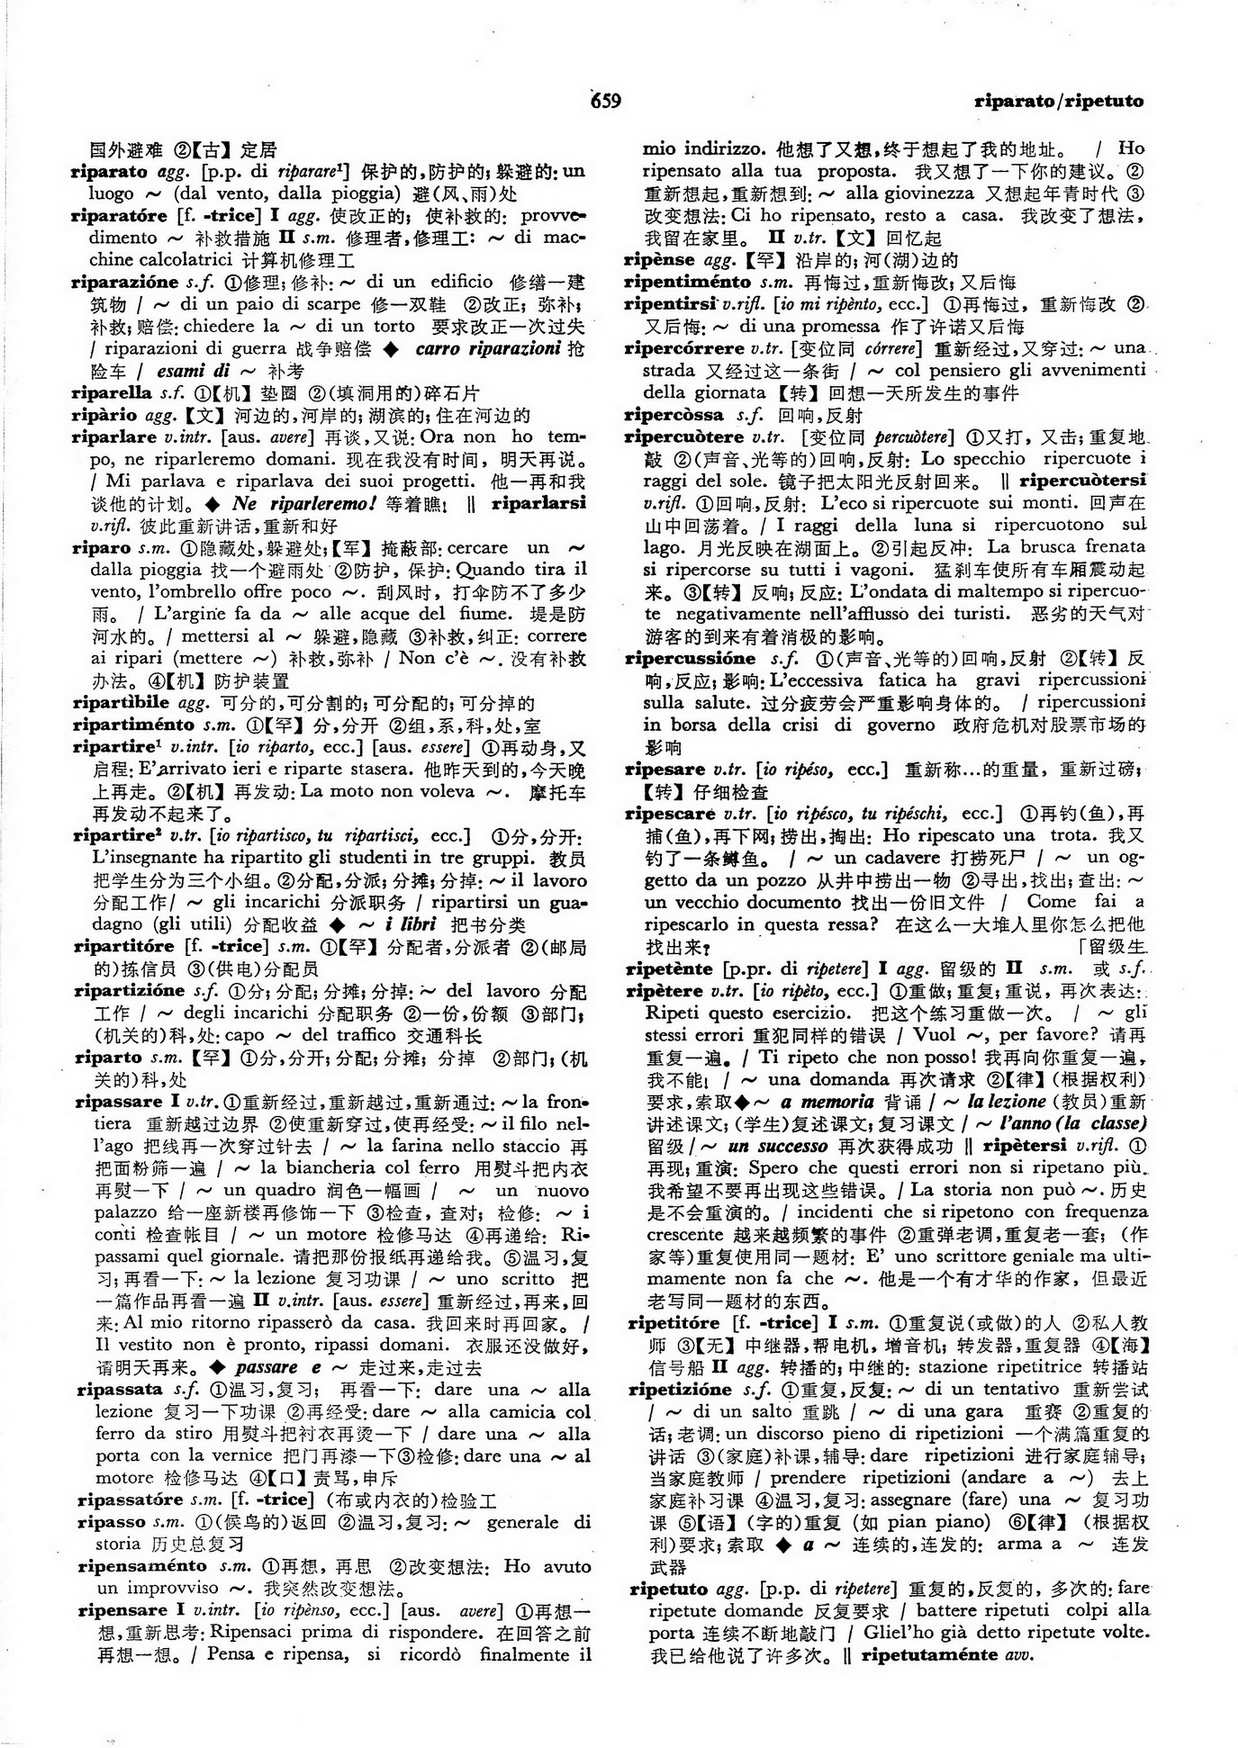 659
riparato/ripetuto
国外避难 ②【古】定居
riparato agg. [p.p. di riparare¹] 保护的,防护的; 躲避的: un
luogo ～ (dal vento, dalla pioggia) 避(风、雨)处
riparatóre [f. -trice] I agg. 使改正的; 使补救的: provve-
dimento ～ 补救措施 II s.m. 修理者,修理工: ～ di mac-
chine calcolatrici 计算机修理工
riparazióne s.f. ①修理; 修补: ～ di un edificio 修缮一建
筑物 / ～ di un paio di scarpe 修一双鞋 ②改正; 弥补;
补救; 赔偿: chiedere la ～ di un torto 要求改正一次过失
/ riparazioni di guerra 战争赔偿 ◆ carro riparazioni 抢
险车 / esami di ～ 补考
riparella s.f. ①【机】垫圈 ②(填洞用的)碎石片
ripàrio agg.【文】河边的,河岸的; 湖滨的; 住在河边的
riparlare v.intr. [aus. avere] 再谈,又说: Ora non ho tem-
po, ne riparleremo domani. 现在我没有时间, 明天再说。
/ Mi parlava e riparlava dei suoi progetti. 他一再和我
谈他的计划。◆ Ne riparleremo! 等着瞧! ‖ riparlarsi
v.rifl. 彼此重新讲话,重新和好
riparo s.m. ①隐藏处,躲避处;【军】掩蔽部: cercare un ～
dalla pioggia 找一个避雨处 ②防护, 保护: Quando tira il
vento, l'ombrello offre poco ～. 刮风时, 打伞防不了多少
雨。 / L'argine fa da ～ alle acque del fiume. 堤是防
河水的。/ mettersi al ～ 躲避,隐藏 ③补救,纠正: correre
ai ripari (mettere ～) 补救,弥补 / Non c'è ～. 没有补救
办法。④【机】防护装置
ripartìbile agg. 可分的,可分割的; 可分配的; 可分掉的
ripartiménto s.m. ①【罕】分,分开 ②组,系,科,处,室
ripartire¹ v.intr. [io riparto, ecc.] [aus. essere] ①再动身,又
启程: E'arrivato ieri e riparte stasera. 他昨天到的,今天晚
上再走。②【机】再发动: La moto non voleva ～. 摩托车
再发动不起来了。
ripartire² v.tr. [io ripartisco, tu ripartisci, ecc.] ①分,分开:
L'insegnante ha ripartito gli studenti in tre gruppi. 教员
把学生分为三个小组。②分配,分派; 分摊; 分掉: ～ il lavoro
分配工作/ ～ gli incarichi 分派职务 / ripartirsi un gua-
dagno (gli utili) 分配收益 ◆ ～ i libri 把书分类
ripartitóre [f. -trice] s.m. ①【罕】分配者,分派者 ②(邮局
的)拣信员 ③(供电)分配员
ripartizióne s.f. ①分; 分配; 分摊; 分掉: ～ del lavoro 分配
工作 / ～ degli incarichi 分配职务 ②一份,份额 ③部门;
(机关的)科,处: capo ～ del traffico 交通科长
riparto s.m.【罕】①分,分开; 分配; 分摊; 分掉 ②部门; (机
关的)科,处
ripassare I v.tr. ①重新经过,重新越过,重新通过: ～ la fron-
tiera 重新越过边界 ②使重新穿过,使再经受: ～ il filo nel-
l'ago 把线再一次穿过针去 / ～ la farina nello staccio 再
把面粉筛一遍 / ～ la biancheria col ferro 用熨斗把内衣
再熨一下 / ～ un quadro 润色一幅画 / ～ un nuovo
palazzo 给一座新楼再修饰一下 ③检查, 查对; 检修: ～ i
conti 检查帐目 / ～ un motore 检修马达 ④再递给: Ri-
passami quel giornale. 请把那份报纸再递给我。⑤温习,复
习; 再看一下: ～ la lezione 复习功课 / ～ uno scritto 把
一篇作品再看一遍 II v.intr. [aus. essere] 重新经过,再来,回
来: Al mio ritorno ripasserò da casa. 我回来时再回家。 /
Il vestito non è pronto, ripassi domani. 衣服还没做好,
请明天再来。◆ passare e ～ 走过来,走过去
ripassata s.f. ①温习,复习; 再看一下: dare una ～ alla
lezione 复习一下功课 ②再经受: dare ～ alla camicia col
ferro da stiro 用熨斗把衬衣再烫一下 / dare una ～ alla
porta con la vernice 把门再漆一下③检修: dare una ～ al
motore 检修马达 ④【口】责骂,申斥
ripassatóre s.m. [f. -trice] (布或内衣的)检验工
ripasso s.m. ①(候鸟的)返回 ②温习,复习: ～ generale di
storia 历史总复习
ripensaménto s.m. ①再想, 再思 ②改变想法: Ho avuto
un improvviso ～. 我突然改变想法。
ripensare I v.intr. [io ripènso, ecc.] [aus. avere] ①再想一
想,重新思考: Ripensaci prima di rispondere. 在回答之前
再想一想。/ Pensa e ripensa, si ricordò finalmente il
mio indirizzo. 他想了又想,终于想起了我的地址。 / Ho
ripensato alla tua proposta. 我又想了一下你的建议。②
重新想起,重新想到: ～ alla giovinezza 又想起年青时代 ③
改变想法: Ci ho ripensato, resto a casa. 我改变了想法,
我留在家里。 II v.tr.【文】回忆起
ripènse agg.【罕】沿岸的; 河(湖)边的
ripentiménto s.m. 再悔过,重新悔改; 又后悔
ripentirsi v.rifl. [io mi ripènto, ecc.] ①再悔过, 重新悔改 ②
又后悔: ～ di una promessa 作了许诺又后悔
ripercórrere v.tr. [变位同 córrere] 重新经过,又穿过: ～ una
strada 又经过这一条街 / ～ col pensiero gli avvenimenti
della giornata【转】回想一天所发生的事件
ripercòssa s.f. 回响,反射
ripercuòtere v.tr. [变位同 percuòtere] ①又打, 又击; 重复地
敲 ②(声音、光等的)回响,反射: Lo specchio ripercuote i
raggi del sole. 镜子把太阳光反射回来。 ‖ ripercuòtersi
v.rifl. ①回响,反射: L'eco si ripercuote sui monti. 回声在
山中回荡着。/ I raggi della luna si ripercuotono sul
lago. 月光反映在湖面上。②引起反冲: La brusca frenata
si ripercorse su tutti i vagoni. 猛刹车使所有车厢震动起
来。③【转】反响; 反应: L'ondata di maltempo si ripercuo-
te negativamente nell'afflusso dei turisti. 恶劣的天气对
游客的到来有着消极的影响。
ripercussióne s.f. ①(声音、光等的)回响,反射 ②【转】反
响,反应; 影响: L'eccessiva fatica ha gravi ripercussioni
sulla salute. 过分疲劳会严重影响身体的。 / ripercussioni
in borsa della crisi di governo 政府危机对股票市场的
影响
ripesare v.tr. [io ripéso, ecc.] 重新称…的重量, 重新过磅;
【转】仔细检查
ripescare v.tr. [io ripésco, tu ripéschi, ecc.] ①再钓(鱼),再
捕(鱼),再下网; 捞出,掏出: Ho ripescato una trota. 我又
钓了一条鳟鱼。 / ～ un cadavere 打捞死尸 / ～ un og-
getto da un pozzo 从井中捞出一物 ②寻出,找出; 查出: ～
un vecchio documento 找出一份旧文件 / Come fai a
ripescarlo in questa ressa? 在这么一大堆人里你怎么把他
找出来?
「留级生
ripetènte [p.pr. di ripetere] I agg. 留级的 II s.m. 或 s.f.
ripètere v.tr. [io ripèto, ecc.] ①重做; 重复; 重说, 再次表达:
Ripeti questo esercizio. 把这个练习重做一次。 / ～ gli
stessi errori 重犯同样的错误 / Vuol ～, per favore? 请再
重复一遍。/ Ti ripeto che non posso! 我再向你重复一遍,
我不能! / ～ una domanda 再次请求 ②【律】(根据权利)
要求,索取◆～ a memoria 背诵 / ～ la lezione (教员)重新
讲述课文; (学生)复述课文; 复习课文 / ～ l'anno (la classe)
留级 /～ un successo 再次获得成功 ‖ ripètersi v.rifl. ①
再现; 重演: Spero che questi errori non si ripetano più.
我希望不要再出现这些错误。/ La storia non può ～. 历史
是不会重演的。/ incidenti che si ripetono con frequenza
crescente 越来越频繁的事件 ②重弹老调,重复老一套; (作
家等)重复使用同一题材: E' uno scrittore geniale ma ulti-
mamente non fa che ～. 他是一个有才华的作家, 但最近
老写同一题材的东西。
ripetitóre [f. -trice] I s.m. ①重复说(或做)的人 ②私人教
师 ③【无】中继器,帮电机, 增音机; 转发器,重复器 ④【海】
信号船 II agg. 转播的; 中继的: stazione ripetitrice 转播站
ripetizióne s.f. ①重复,反复: ～ di un tentativo 重新尝试
/ ～ di un salto 重跳 / ～ di una gara 重赛 ②重复的
话; 老调: un discorso pieno di ripetizioni 一个满篇重复的
讲话 ③(家庭)补课,辅导: dare ripetizioni 进行家庭辅导;
当家庭教师 / prendere ripetizioni (andare a ～) 去上
家庭补习课 ④温习,复习: assegnare (fare) una ～ 复习功
课 ⑤【语】(字的)重复 (如 pian piano) ⑥【律】 (根据权
利)要求; 索取 ◆ a ～ 连续的,连发的: arma a ～ 连发
武器
ripetuto agg. [p.p. di ripetere] 重复的,反复的, 多次的: fare
ripetute domande 反复要求 / battere ripetuti colpi alla
porta 连续不断地敲门 / Gliel'ho già detto ripetute volte.
我已给他说了许多次。‖ ripetutaménte avv.